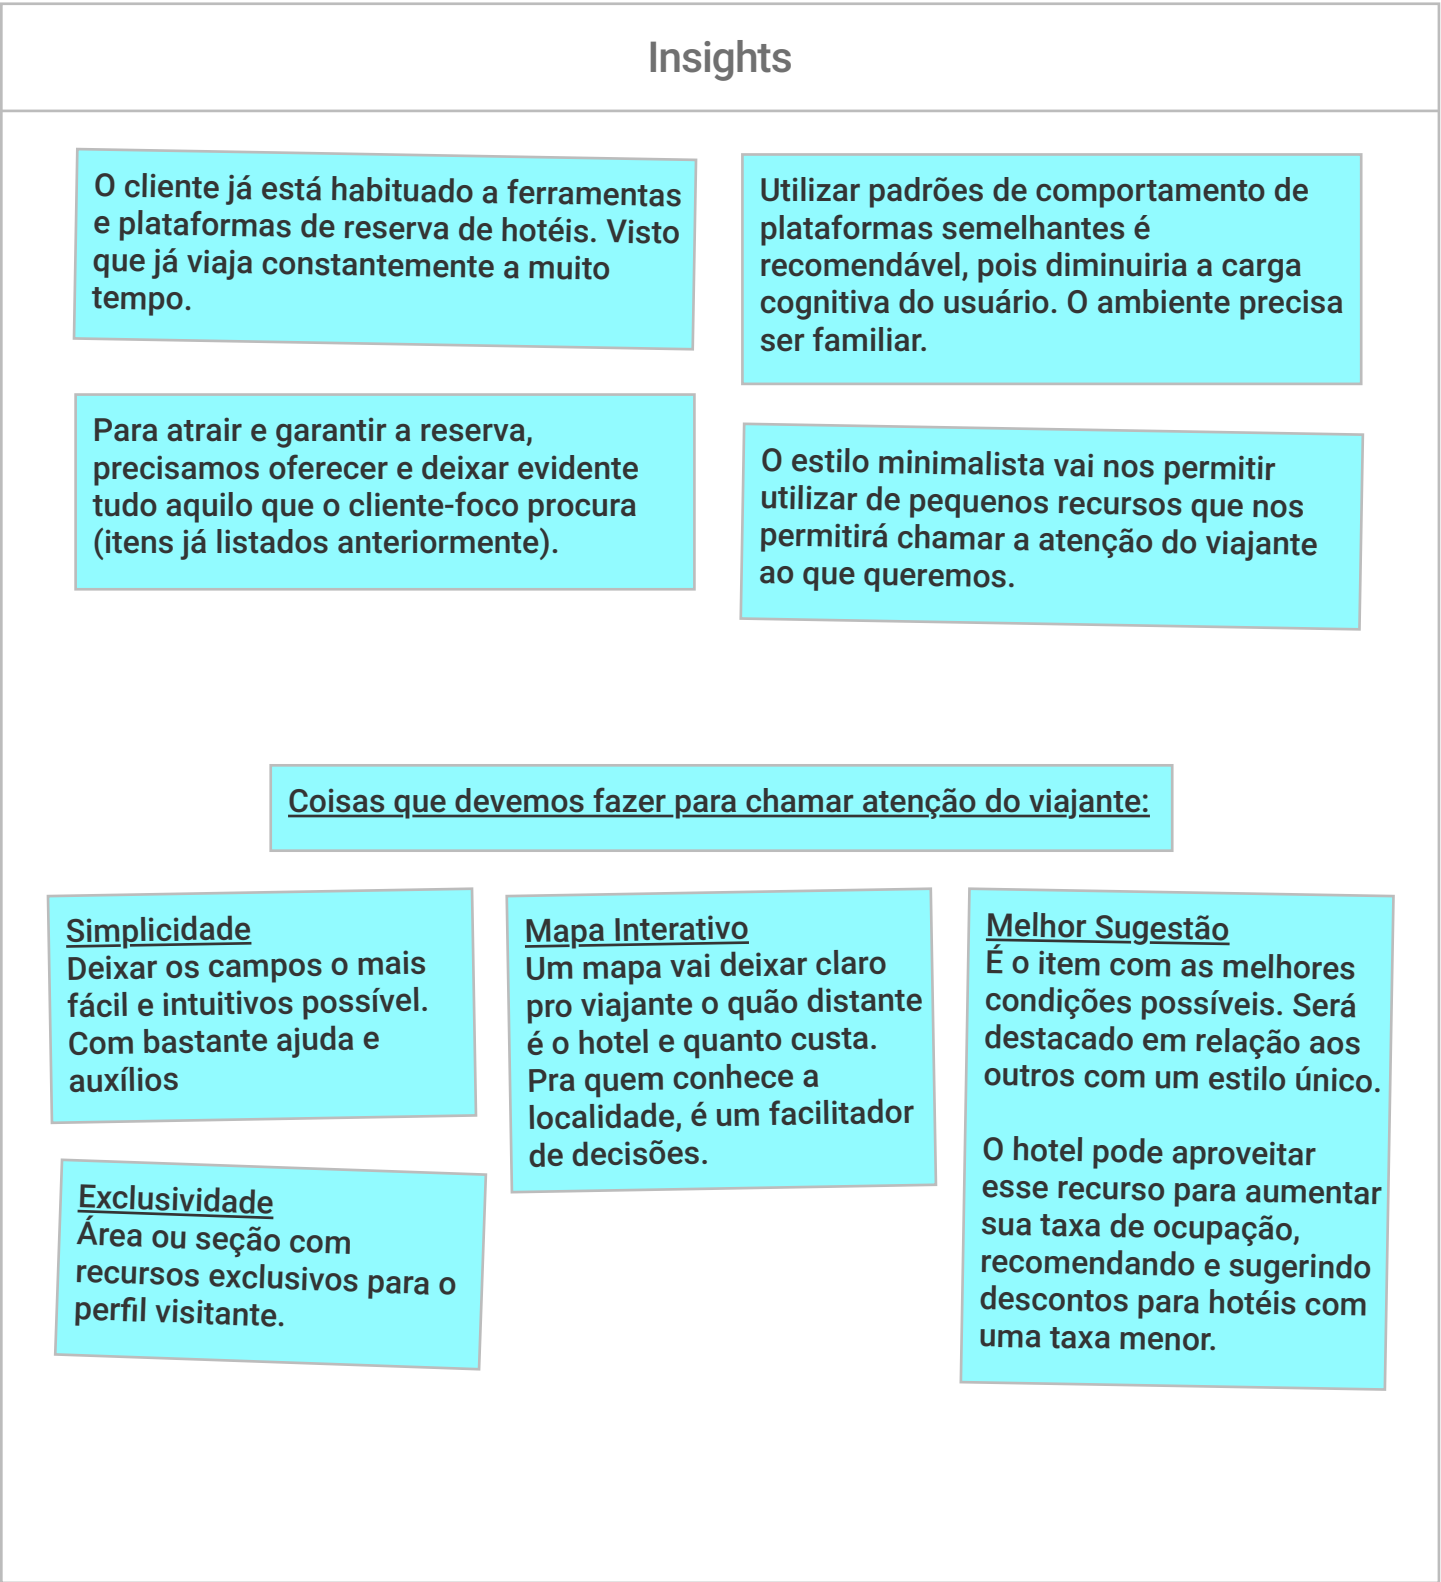 Insights
O cliente já está habituado a ferramentas
e plataformas de reserva de hotéis. Visto
que já viaja constantemente a muito
tempo.
Utilizar padrões de comportamento de
plataformas semelhantes é
recomendável, pois diminuiria a carga
cognitiva do usuário. O ambiente precisa
ser familiar.
Para atrair e garantir a reserva,
precisamos oferecer e deixar evidente
tudo aquilo que o cliente-foco procura
(itens já listados anteriormente).
O estilo minimalista vai nos permitir
utilizar de pequenos recursos que nos
permitirá chamar a atenção do viajante
ao que queremos.
Coisas que devemos fazer para chamar atenção do viajante:
Simplicidade
Deixar os campos o mais
fácil e intuitivos possível.
Com bastante ajuda e
auxílios
Mapa Interativo
Um mapa vai deixar claro
pro viajante o quão distante
é o hotel e quanto custa.
Pra quem conhece a
localidade, é um facilitador
de decisões.
Melhor Sugestão
É o item com as melhores
condições possíveis. Será
destacado em relação aos
outros com um estilo único.
O hotel pode aproveitar
esse recurso para aumentar
sua taxa de ocupação,
recomendando e sugerindo
descontos para hotéis com
uma taxa menor.
Exclusividade
Área ou seção com
recursos exclusivos para o
perfil visitante.